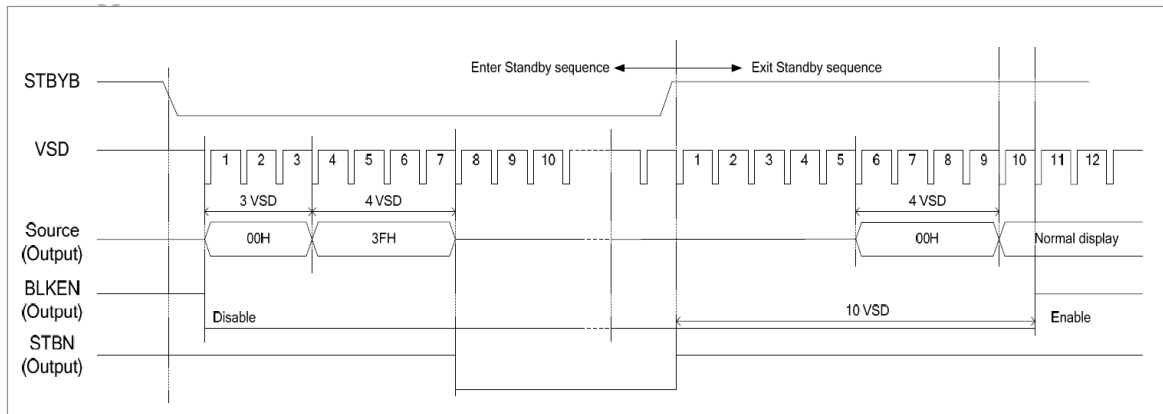 Enter Standby sequence Exit Standby sequence
STBYB
VSD 1 2 3 4 5 6 7 8 9 10 1 2 3 4 5 6 7 8 9 10 11 12
3 VSD 4 VSD 4 VSD
Source
(Output) 00H 3FH 00H Normal display
BLKEN
(Output) Disable 10 VSD Enable
STBN
(Output)